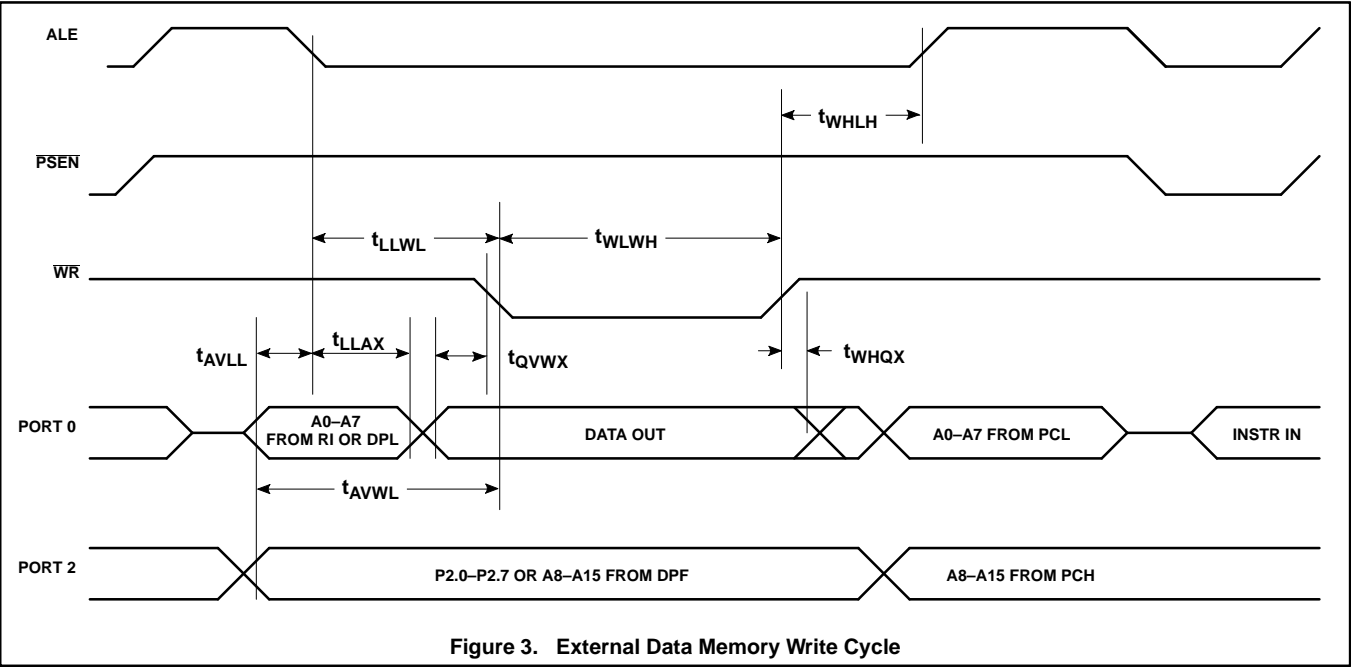 ALE
tWHLH
PSEN
tLLWL
tWLWH
WR
tAVLL
tLLAX
tQVWX
tWHQX
PORT 0
A0–A7
FROM RI OR DPL
DATA OUT
A0–A7 FROM PCL
INSTR IN
tAVWL
PORT 2
P2.0–P2.7 OR A8–A15 FROM DPF
A8–A15 FROM PCH
Figure 3. External Data Memory Write Cycle